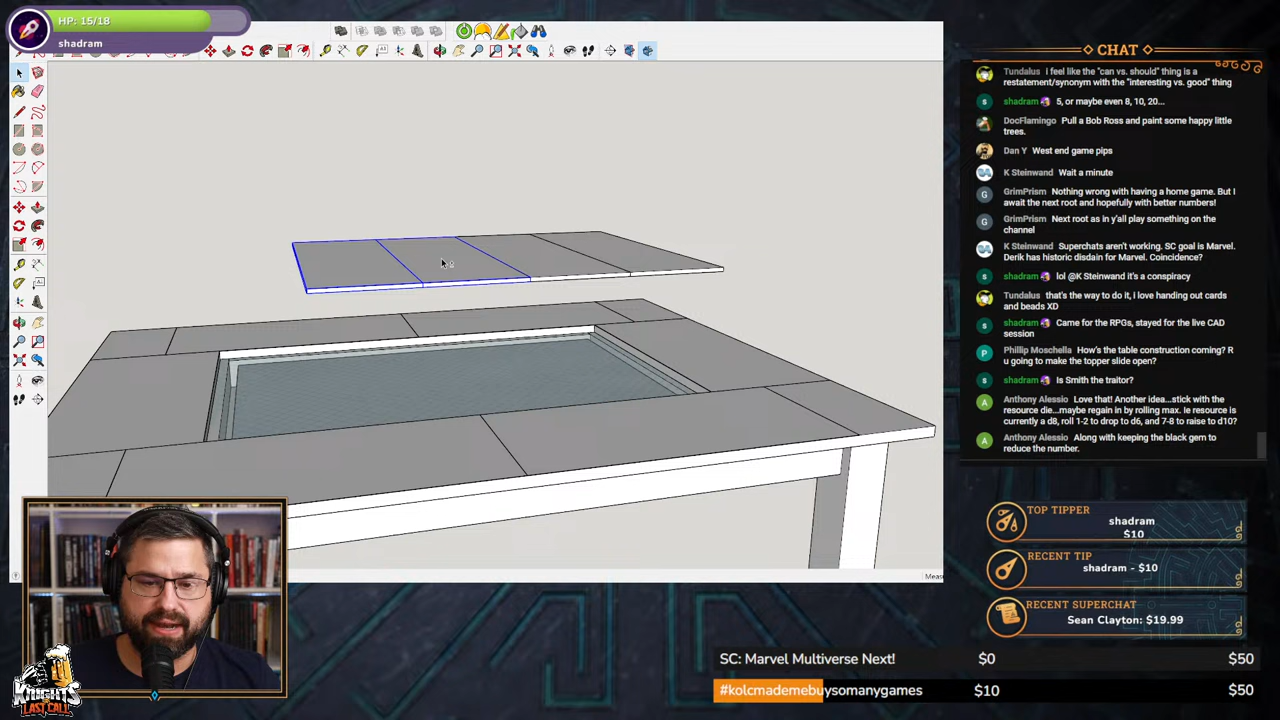 HP: 15/18
shadram
CHAT
Tundalus I feel like the "can vs. should" thing is a
restatement/synonym with the "interesting vs. good" thing
s shadram 5, or maybe even 8, 10, 20...
DocFlamingo Pull a Bob Ross and paint some happy little
trees.
Dan Y West end game pips
K Steinwand Wait a minute
G GrimPrism Nothing wrong with having a home game. But I
await the next root and hopefully with better numbers!
G GrimPrism Next root as in y'all play something on the
channel
K Steinwand Superchats aren't working. SC goal is Marvel.
Derik has historic disdain for Marvel. Coincidence?
s shadram lol @K Steinwand it's a conspiracy
Tundalus that's the way to do it, i love handing out cards
and beads XD
s shadram Came for the RPGs, stayed for the live CAD
session
P Phillip Moschella How's the table construction coming? R
u going to make the topper slide open?
s shadram Is Smith the traitor?
A Anthony Alessio Love that! Another idea...stick with the
resource die...maybe regain in by rolling max. Ie resource is
currently a d8, roll 1-2 to drop to d6, and 7-8 to raise to d10?
A Anthony Alessio Along with keeping the black gem to
reduce the number.
Meas
TOP TIPPER
shadram
$10
RECENT TIP
shadram - $10
RECENT SUPERCHAT
Sean Clayton: $19.99
SC: Marvel Multiverse Next! $0 $50
#kolcmademebuysomanygames $10 $50
KNIGHTS
OF
LAST CALL